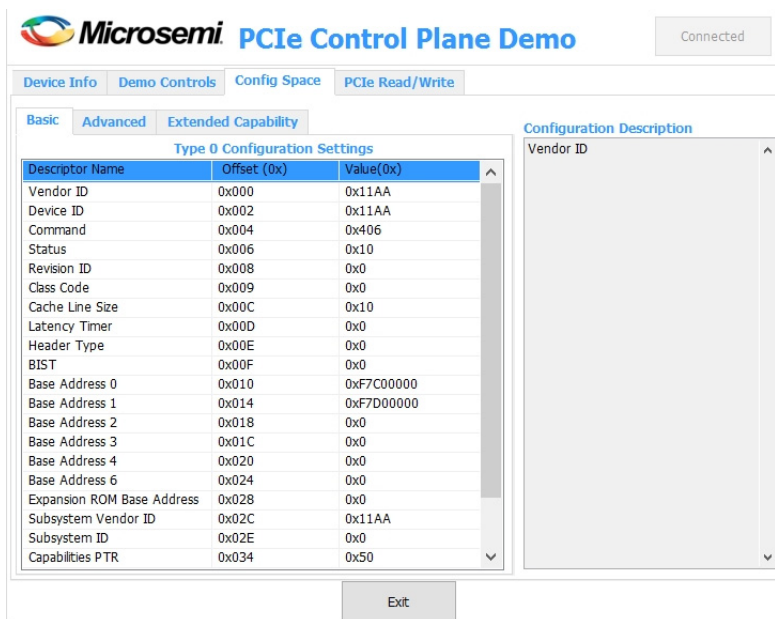 Microsemi PCIe Control Plane Demo
Connected
Device Info Demo Controls Config Space PCIe Read/Write
Basic Advanced Extended Capability
Type 0 Configuration Settings
Descriptor Name Offset (0x) Value(0x)
Vendor ID 0x000 0x11AA
Device ID 0x002 0x11AA
Command 0x004 0x406
Status 0x006 0x10
Revision ID 0x008 0x0
Class Code 0x009 0x0
Cache Line Size 0x00C 0x10
Latency Timer 0x00D 0x0
Header Type 0x00E 0x0
BIST 0x00F 0x0
Base Address 0 0x010 0xF7C00000
Base Address 1 0x014 0xF7D00000
Base Address 2 0x018 0x0
Base Address 3 0x01C 0x0
Base Address 4 0x020 0x0
Base Address 6 0x024 0x0
Expansion ROM Base Address 0x028 0x0
Subsystem Vendor ID 0x02C 0x11AA
Subsystem ID 0x02E 0x0
Capabilities PTR 0x034 0x50
Configuration Description
Vendor ID
Exit